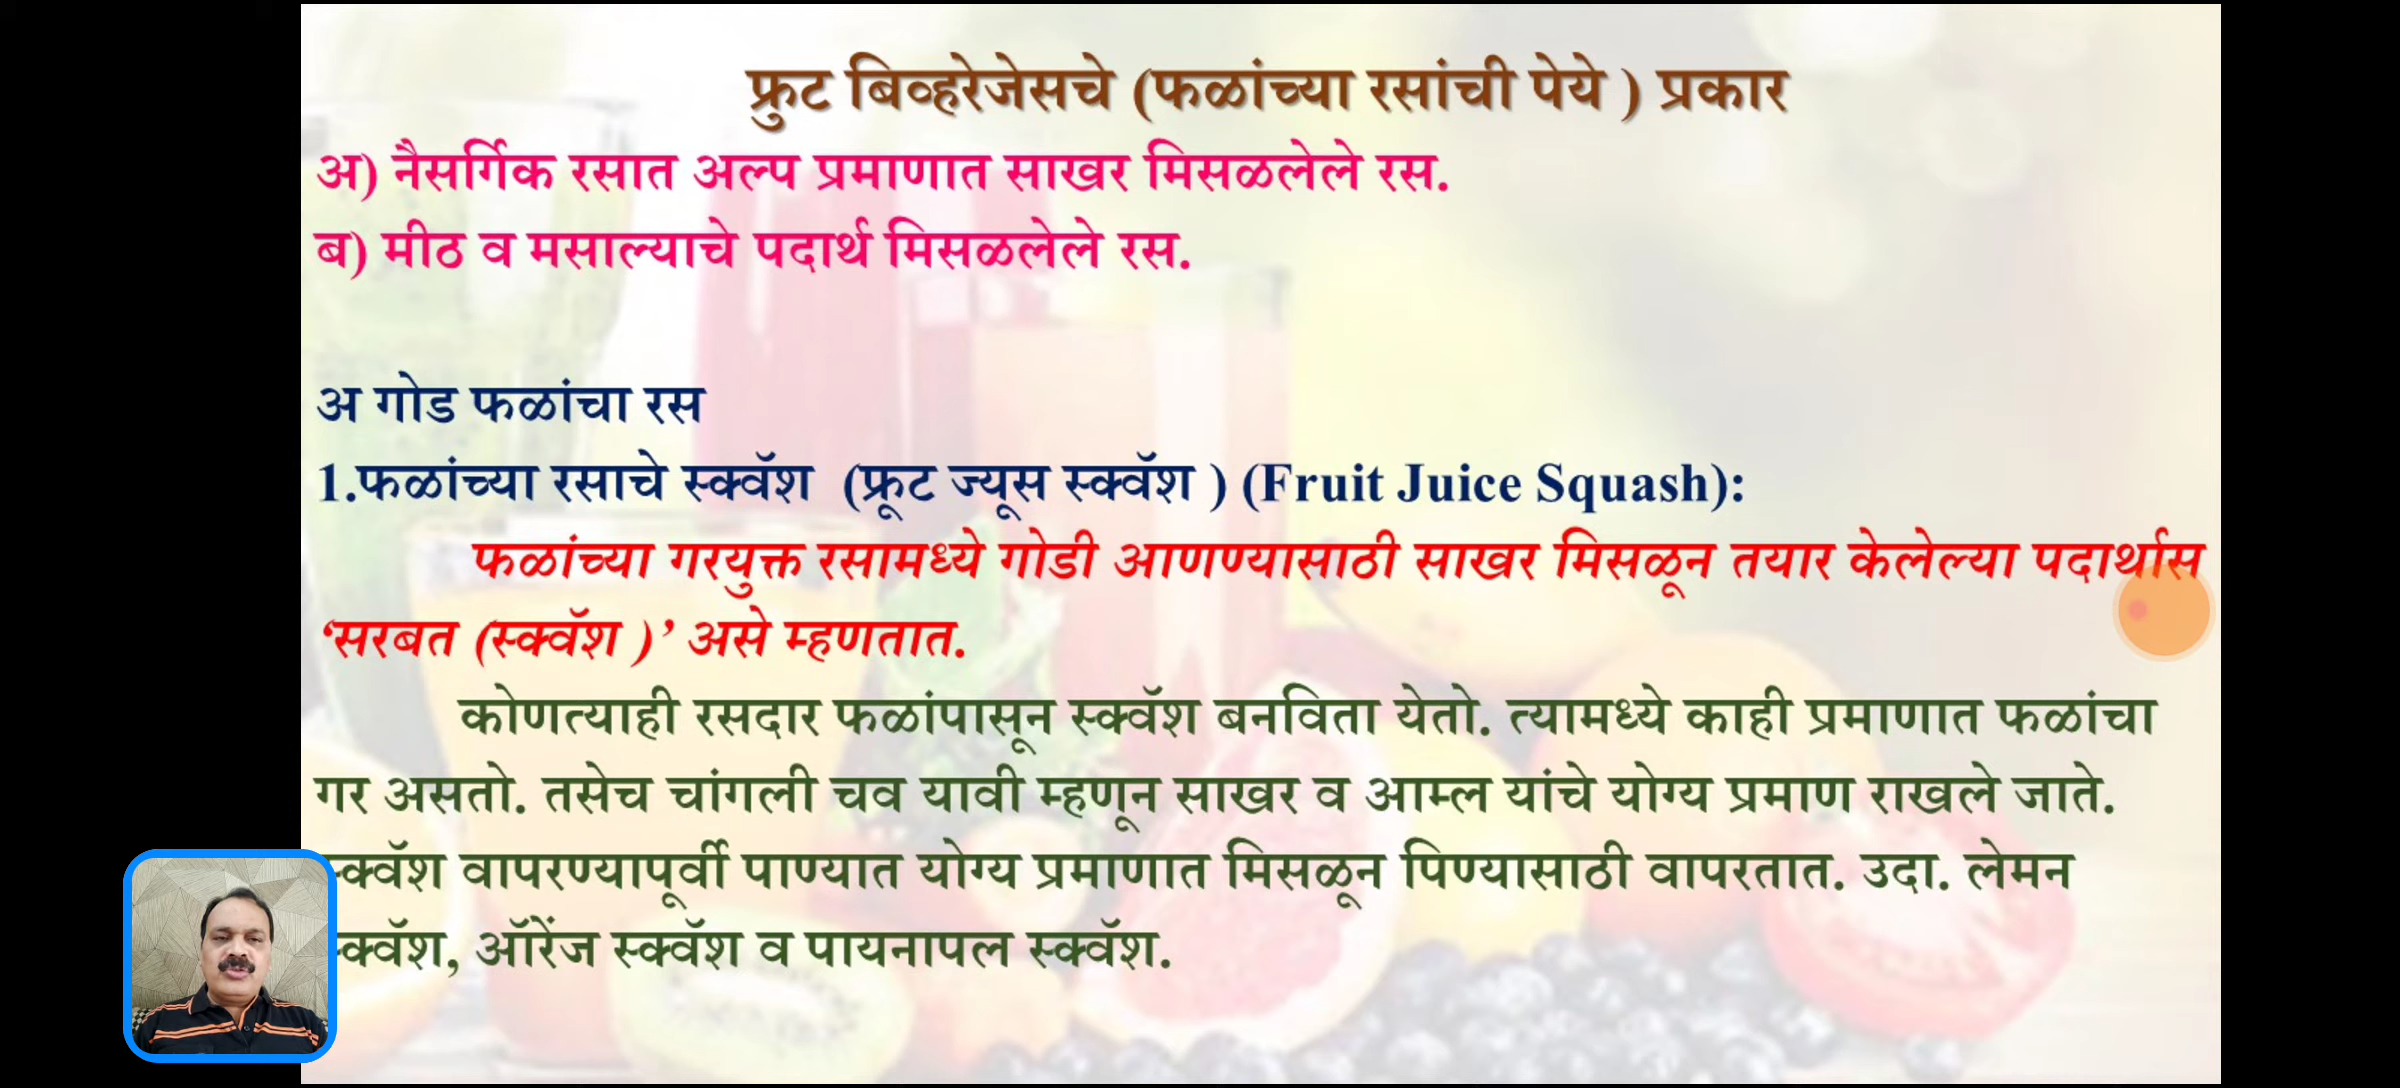 फ्रुट बिव्हरेजेसचे (फळांच्या रसांची पेये ) प्रकार
अ) नैसर्गिक रसात अल्प प्रमाणात साखर मिसळलेले रस.
ब) मीठ व मसाल्याचे पदार्थ मिसळलेले रस.
अ गोड फळांचा रस
1.फळांच्या रसाचे स्क्वॅश (फ्रूट ज्यूस स्क्वॅश ) (Fruit Juice Squash):
फळांच्या गरयुक्त रसामध्ये गोडी आणण्यासाठी साखर मिसळून तयार केलेल्या पदार्थास
‘सरबत (स्क्वॅश )’ असे म्हणतात.
कोणत्याही रसदार फळांपासून स्क्वॅश बनविता येतो. त्यामध्ये काही प्रमाणात फळांचा
गर असतो. तसेच चांगली चव यावी म्हणून साखर व आम्ल यांचे योग्य प्रमाण राखले जाते.
स्क्वॅश वापरण्यापूर्वी पाण्यात योग्य प्रमाणात मिसळून पिण्यासाठी वापरतात. उदा. लेमन
स्क्वॅश, ऑरेंज स्क्वॅश व पायनापल स्क्वॅश.